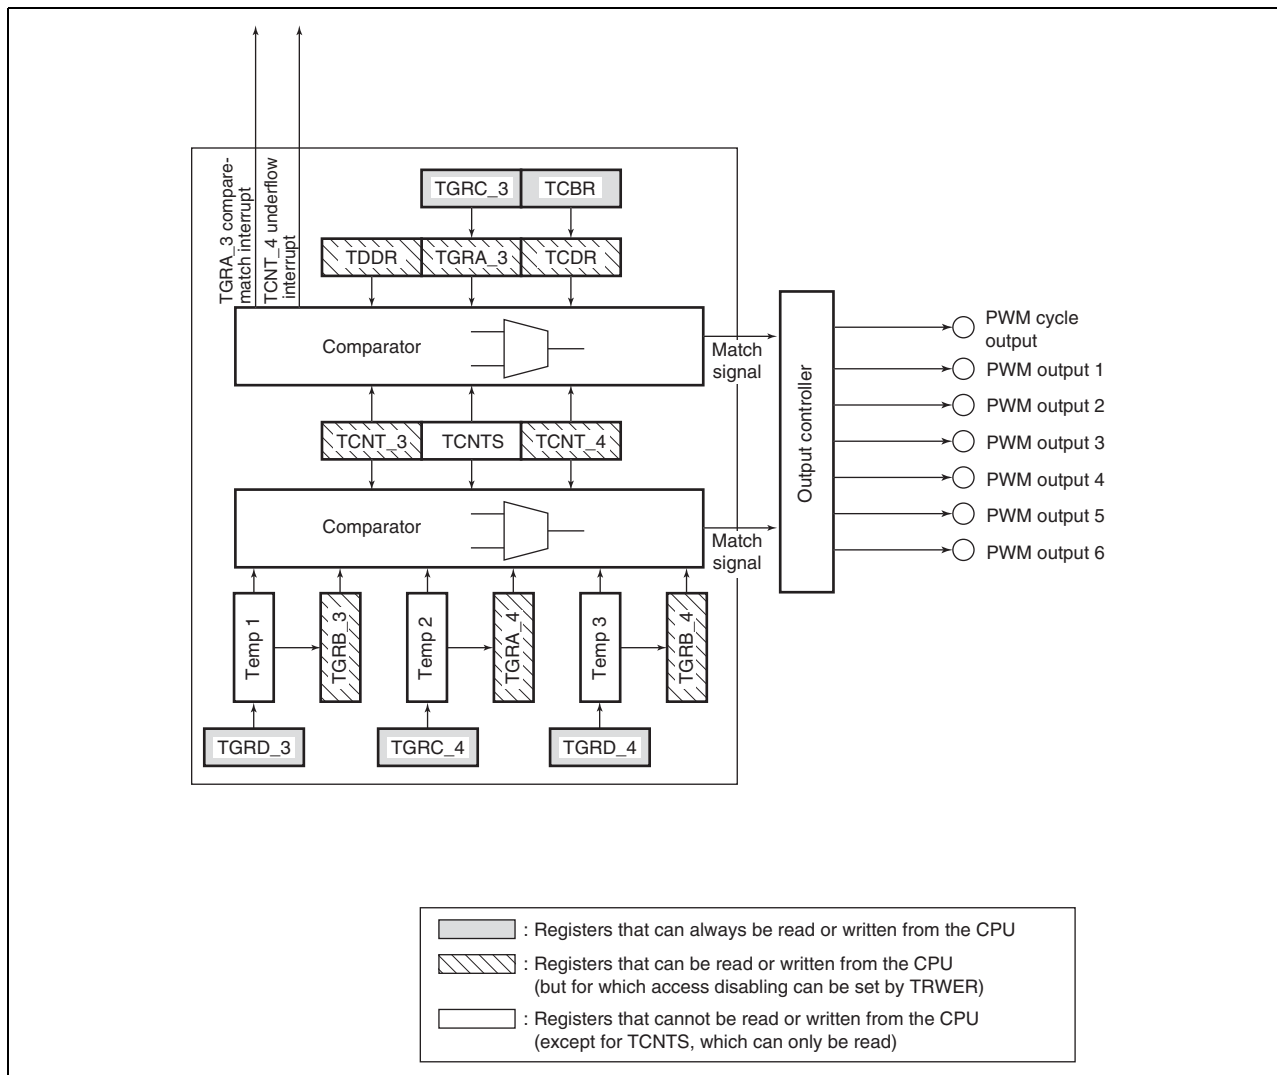 TGRA_3 compare-
match interrupt
TCNT_4 underflow
interrupt
TGRC_3
TCBR
TDDR
TGRA_3
TCDR
Comparator
Match
signal
TCNT_3
TCNTS
TCNT_4
Comparator
Match
signal
Output controller
PWM cycle
output
PWM output 1
PWM output 2
PWM output 3
PWM output 4
PWM output 5
PWM output 6
Temp 1
TGRB_3
Temp 2
TGRA_4
Temp 3
TGRB_4
TGRD_3
TGRC_4
TGRD_4
: Registers that can always be read or written from the CPU
: Registers that can be read or written from the CPU
(but for which access disabling can be set by TRWER)
: Registers that cannot be read or written from the CPU
(except for TCNTS, which can only be read)